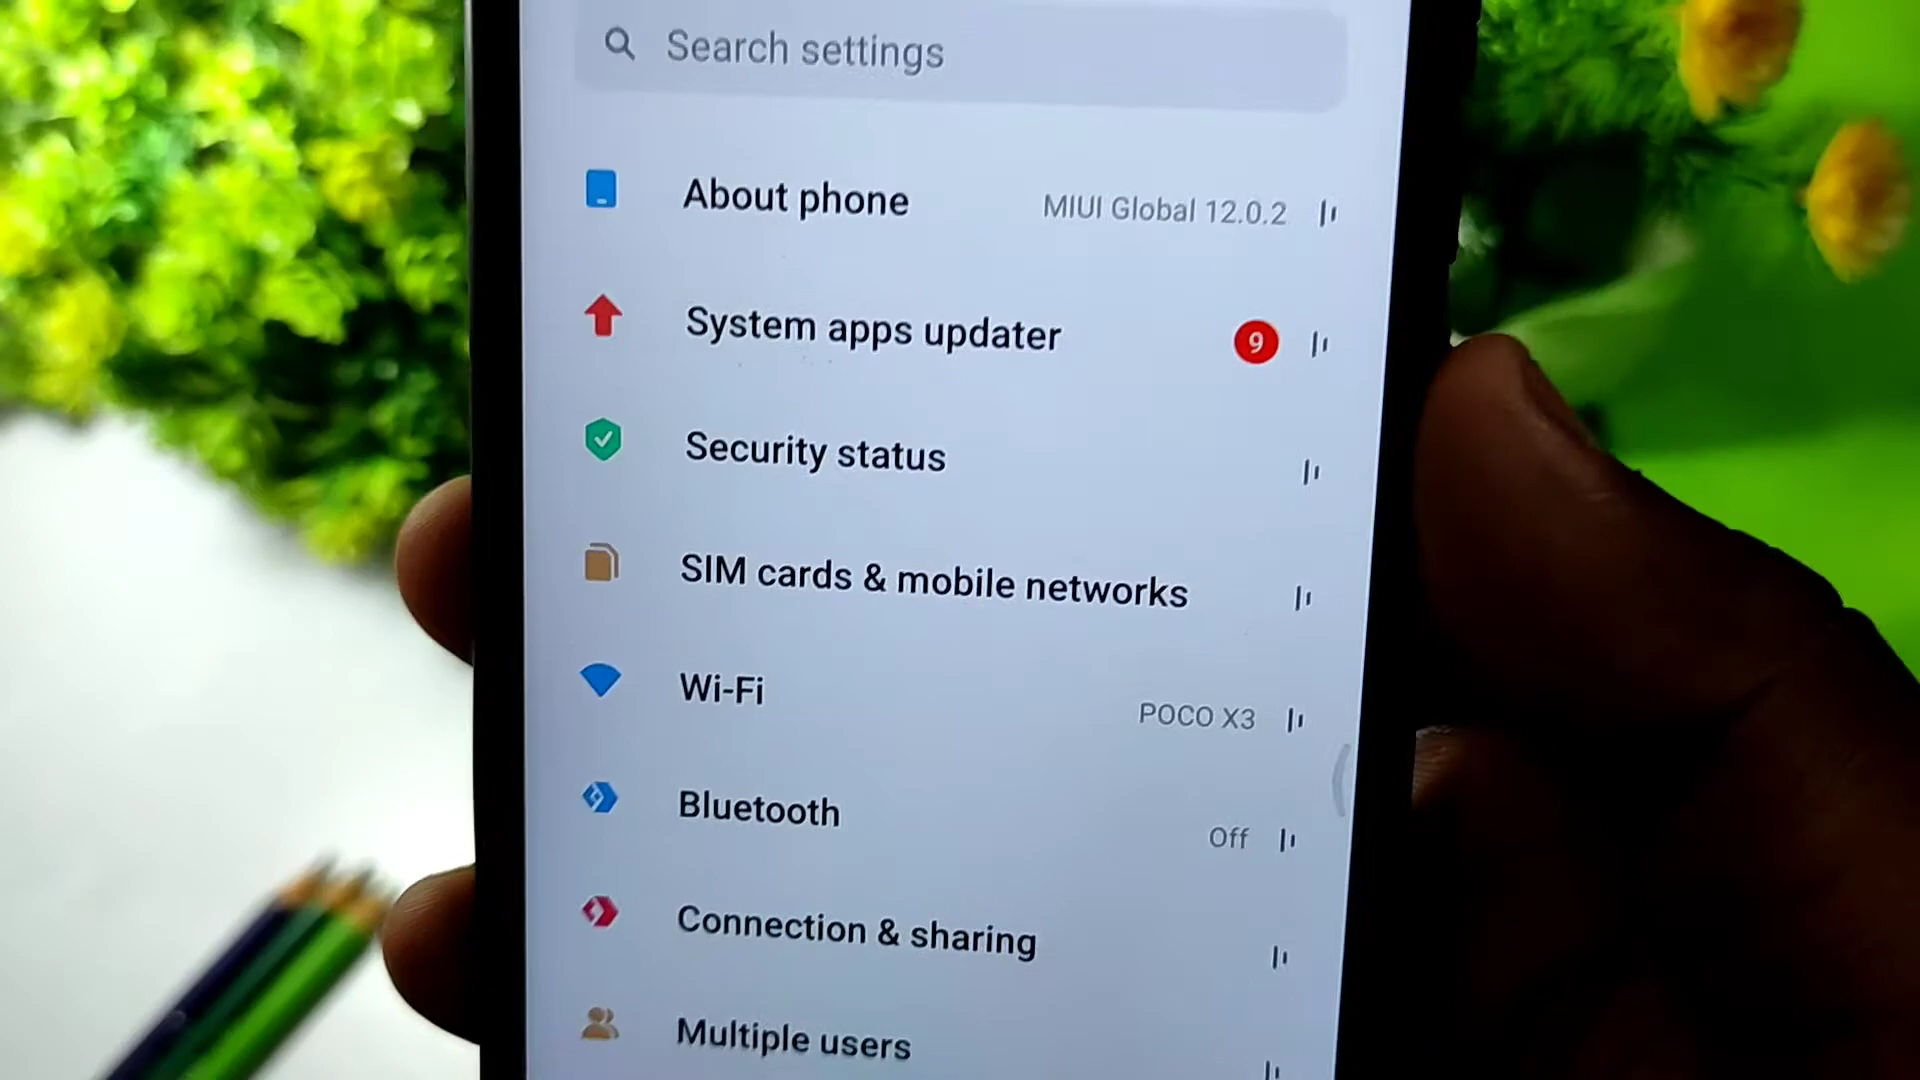 Search settings
About phone MIUI Global 12.0.2
System apps updater 9
Security status
SIM cards & mobile networks
Wi-Fi POCO X3
Bluetooth Off
Connection & sharing
Multiple users